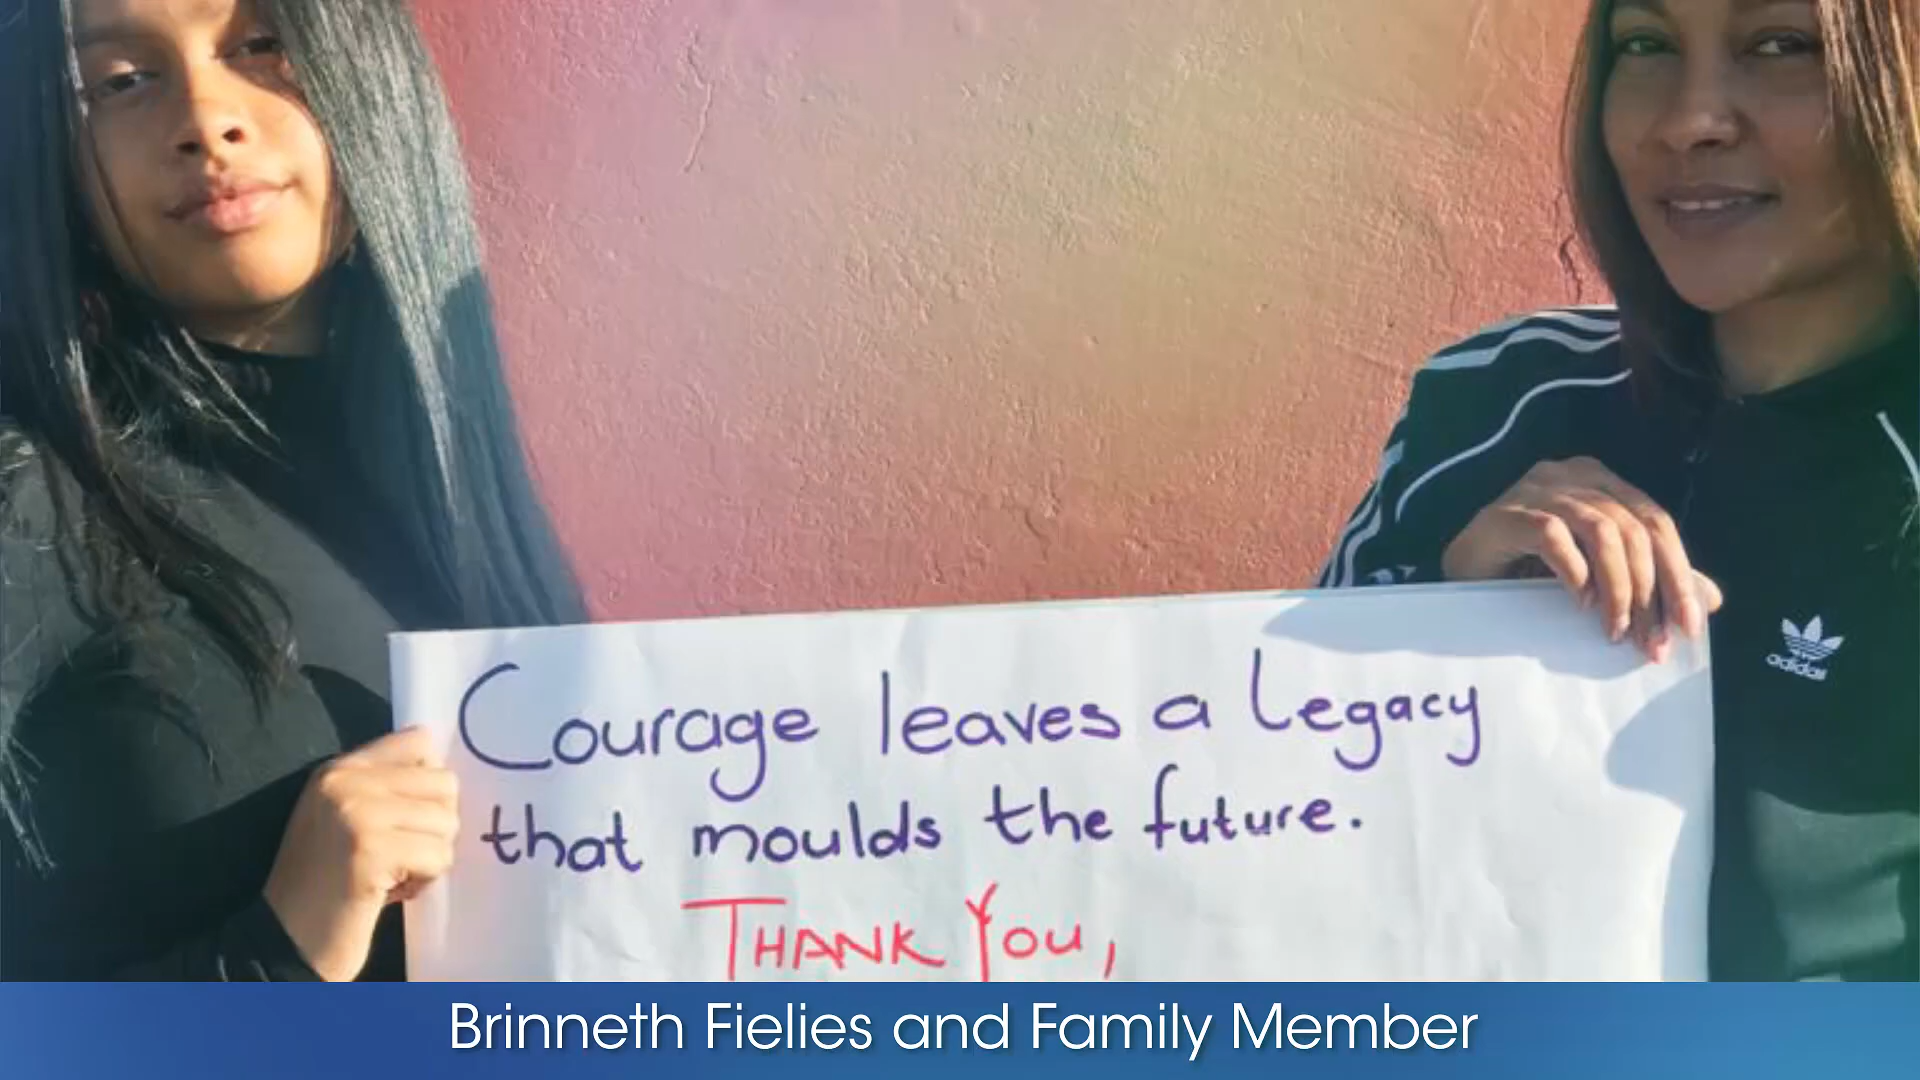 adidas
Courage leaves a Legacy
that moulds the future.
THANK YOU,
Brinneth Fielies and Family Member